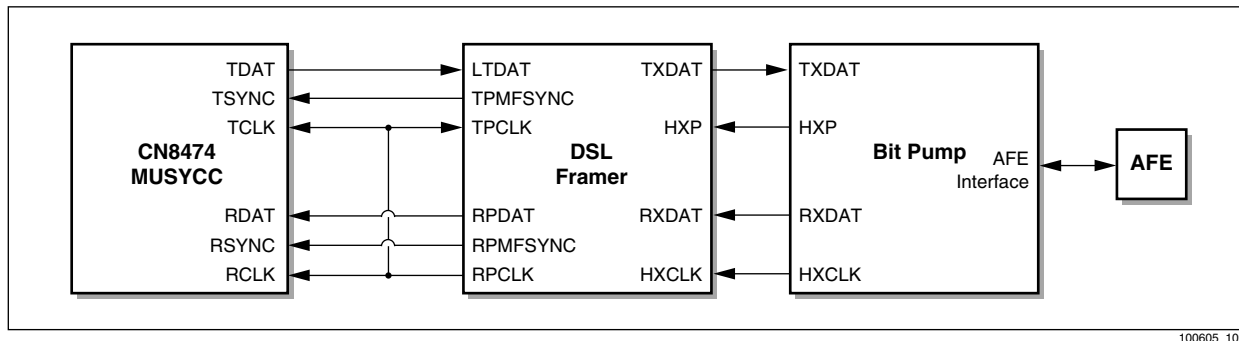 TDAT LTDAT TXDAT TXDAT
TSYNC TPMFSYNC
TCLK TPCLK HXP HXP
CN8474
MUSYCC
DSL
Framer
Bit Pump
AFE
Interface
AFE
RDAT RPDAT RXDAT RXDAT
RSYNC RPMFSYNC
RCLK RPCLK HXCLK HXCLK
100605_10